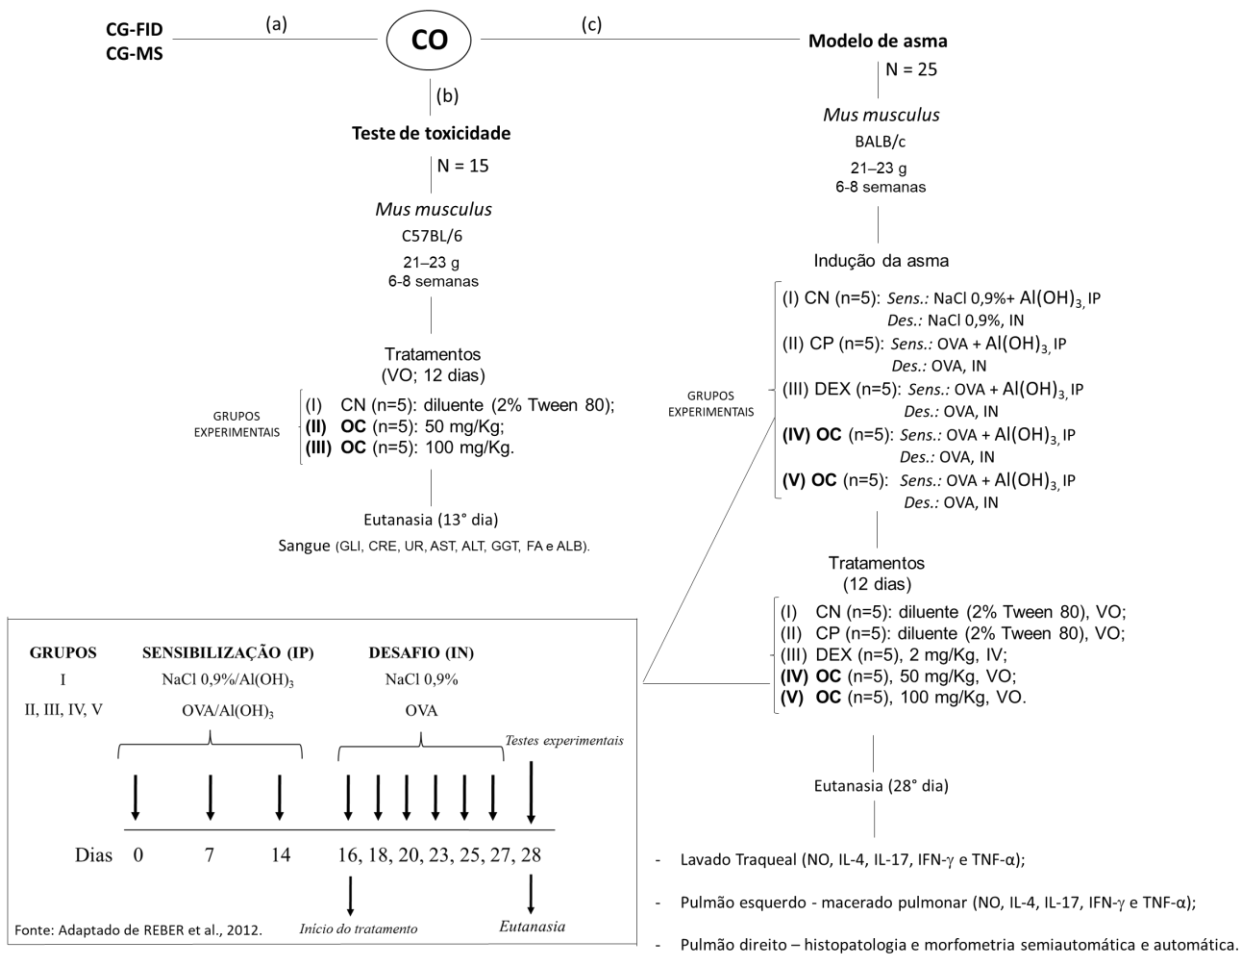 CG-FID
CG-MS
(a)
CO
(c)
Modelo de asma
N = 25
Mus musculus
BALB/c
21–23 g
6-8 semanas
Indução da asma
GRUPOS
EXPERIMENTAIS
(I) CN (n=5): Sens.: NaCl 0,9%+ Al(OH)3, IP
Des.: NaCl 0,9%, IN
(II) CP (n=5): Sens.: OVA + Al(OH)3, IP
Des.: OVA, IN
(III) DEX (n=5): Sens.: OVA + Al(OH)3, IP
Des.: OVA, IN
(IV) OC (n=5): Sens.: OVA + Al(OH)3, IP
Des.: OVA, IN
(V) OC (n=5): Sens.: OVA + Al(OH)3, IP
Des.: OVA, IN
Tratamentos
(12 dias)
(I) CN (n=5): diluente (2% Tween 80), VO;
(II) CP (n=5): diluente (2% Tween 80), VO;
(III) DEX (n=5), 2 mg/Kg, IV;
(IV) OC (n=5), 50 mg/Kg, VO;
(V) OC (n=5), 100 mg/Kg, VO.
Eutanasia (28° dia)
- Lavado Traqueal (NO, IL-4, IL-17, IFN-γ e TNF-α);
- Pulmão esquerdo - macerado pulmonar (NO, IL-4, IL-17, IFN-γ e TNF-α);
- Pulmão direito – histopatologia e morfometria semiautomática e automática.
(b)
Teste de toxicidade
N = 15
Mus musculus
C57BL/6
21–23 g
6-8 semanas
Tratamentos
(VO; 12 dias)
GRUPOS
EXPERIMENTAIS
(I) CN (n=5): diluente (2% Tween 80);
(II) OC (n=5): 50 mg/Kg;
(III) OC (n=5): 100 mg/Kg.
Eutanasia (13° dia)
Sangue (GLI, CRE, UR, AST, ALT, GGT, FA e ALB).
GRUPOS SENSIBILIZAÇÃO (IP) DESAFIO (IN)
I NaCl 0,9%/Al(OH)3 NaCl 0,9%
II, III, IV, V OVA/Al(OH)3 OVA
Testes experimentais
Dias 0 7 14 16, 18, 20, 23, 25, 27, 28
Início do tratamento Eutanasia
Fonte: Adaptado de REBER et al., 2012.